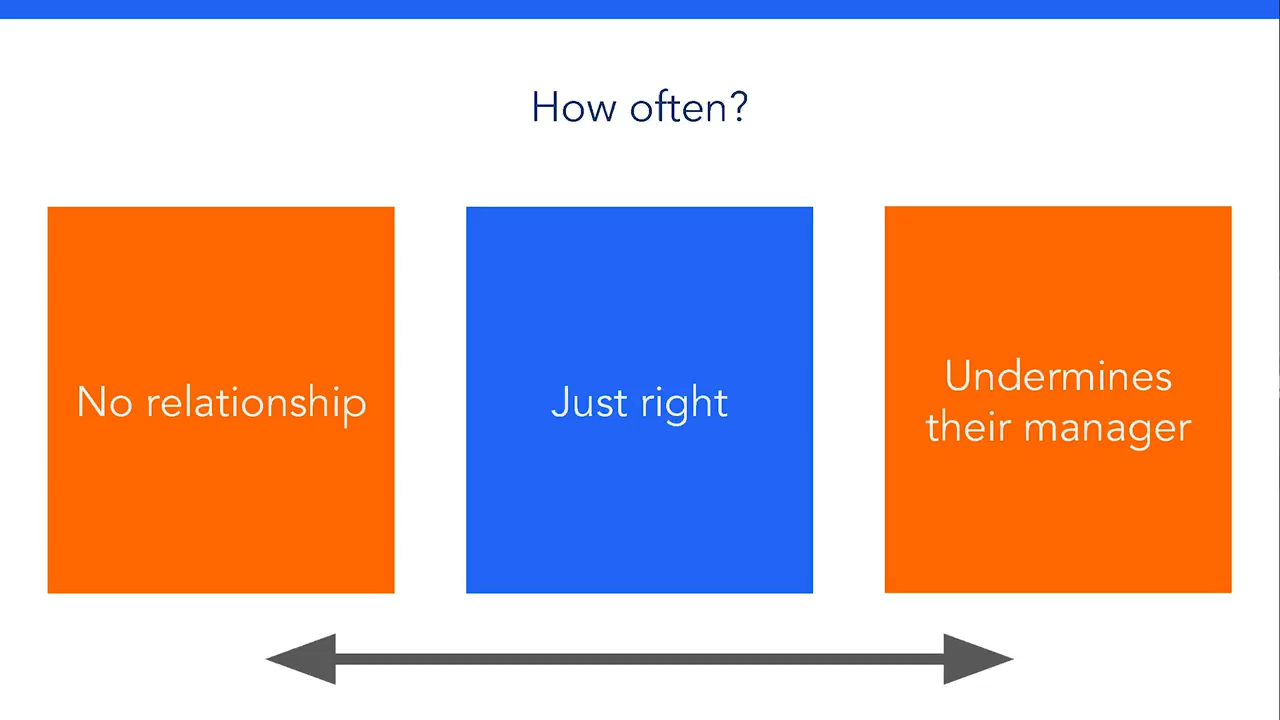 How often?
No relationship
Just right
Undermines
their manager